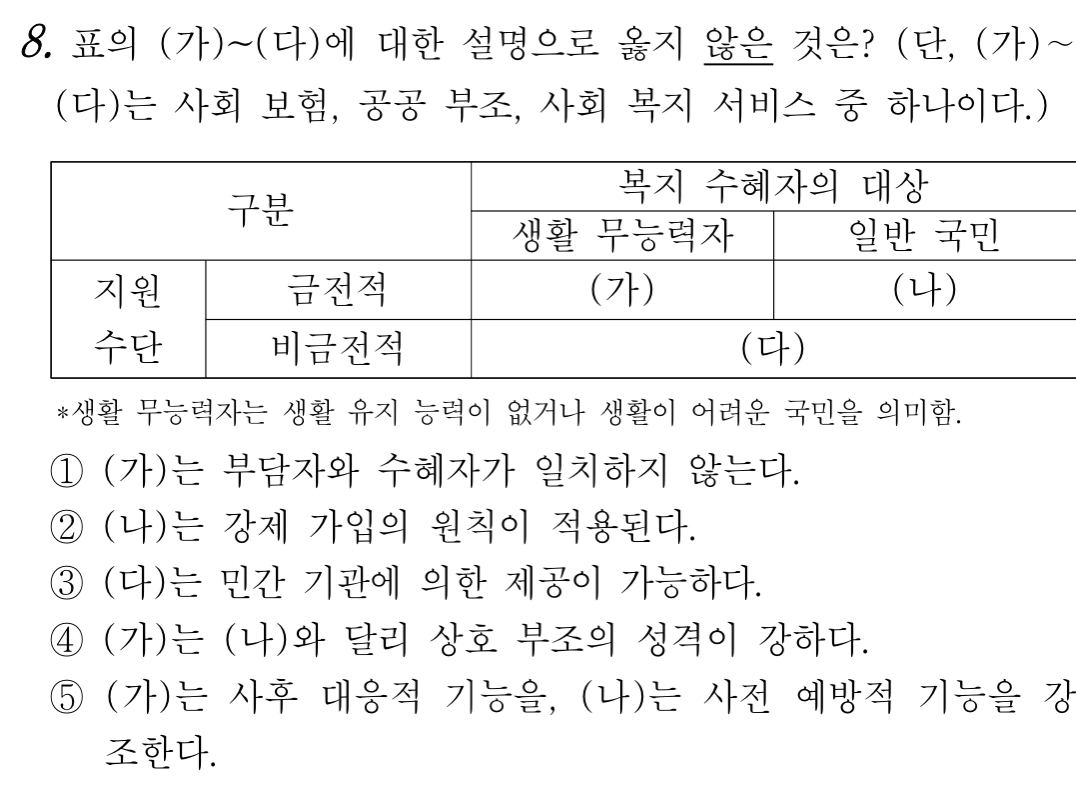 8. 표의 (가)~(다)에 대한 설명으로 옳지 않은 것은? (단, (가)~
(다)는 사회 보험, 공공 부조, 사회 복지 서비스 중 하나이다.)
구분
복지 수혜자의 대상
생활 무능력자
일반 국민
지원
수단
금전적
(가)
(나)
비금전적
(다)
*생활 무능력자는 생활 유지 능력이 없거나 생활이 어려운 국민을 의미함.
① (가)는 부담자와 수혜자가 일치하지 않는다.
② (나)는 강제 가입의 원칙이 적용된다.
③ (다)는 민간 기관에 의한 제공이 가능하다.
④ (가)는 (나)와 달리 상호 부조의 성격이 강하다.
⑤ (가)는 사후 대응적 기능을, (나)는 사전 예방적 기능을 강
조한다.